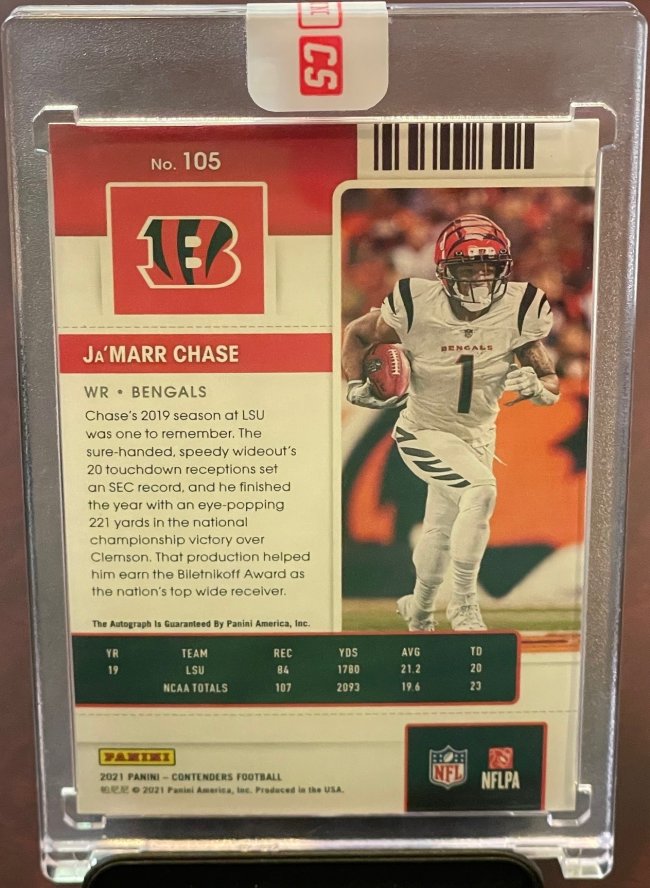 CS
No. 105
B
JA'MARR CHASE
WR • BENGALS
Chase's 2019 season at LSU
was one to remember. The
sure-handed, speedy wideout's
20 touchdown receptions set
an SEC record, and he finished
the year with an eye-popping
221 yards in the national
championship victory over
Clemson. That production helped
him earn the Biletnikoff Award as
the nation's top wide receiver.
The Autograph Is Guaranteed By Panini America, Inc.
BENGALS
1
YR TEAM REC YDS AVG TD
19 LSU 84 1780 21.2 20
NCAA TOTALS 107 2093 19.6 23
PANINI
2021 PANINI – CONTENDERS FOOTBALL
帕尼尼 © 2021 Panini America, Inc. Produced in the USA.
NFL
NFLPA